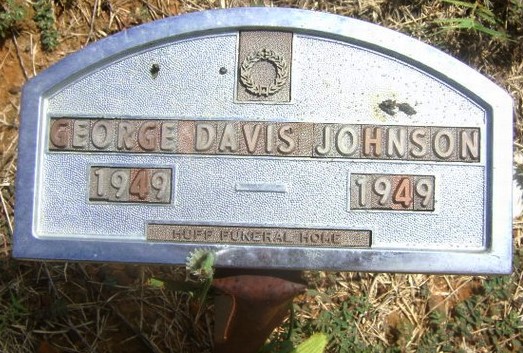 GEORGE DAVIS JOHNSON
1949 — 1949
HUFF FUNERAL HOME